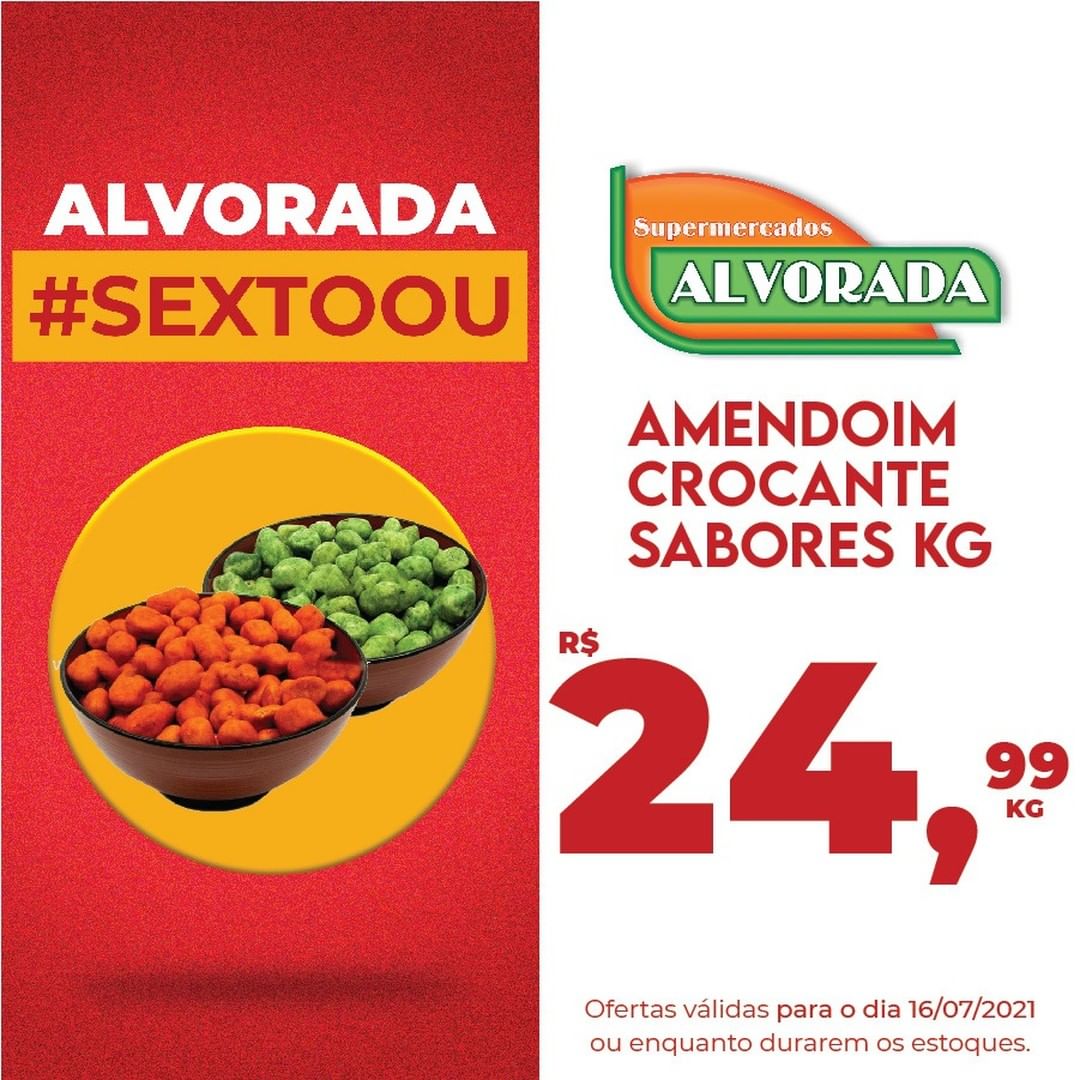 ALVORADA
#SEXTOOU
Supermercados
ALVORADA
AMENDOIM
CROCANTE
SABORES KG
R$
24,99
KG
Ofertas válidas para o dia 16/07/2021
ou enquanto durarem os estoques.